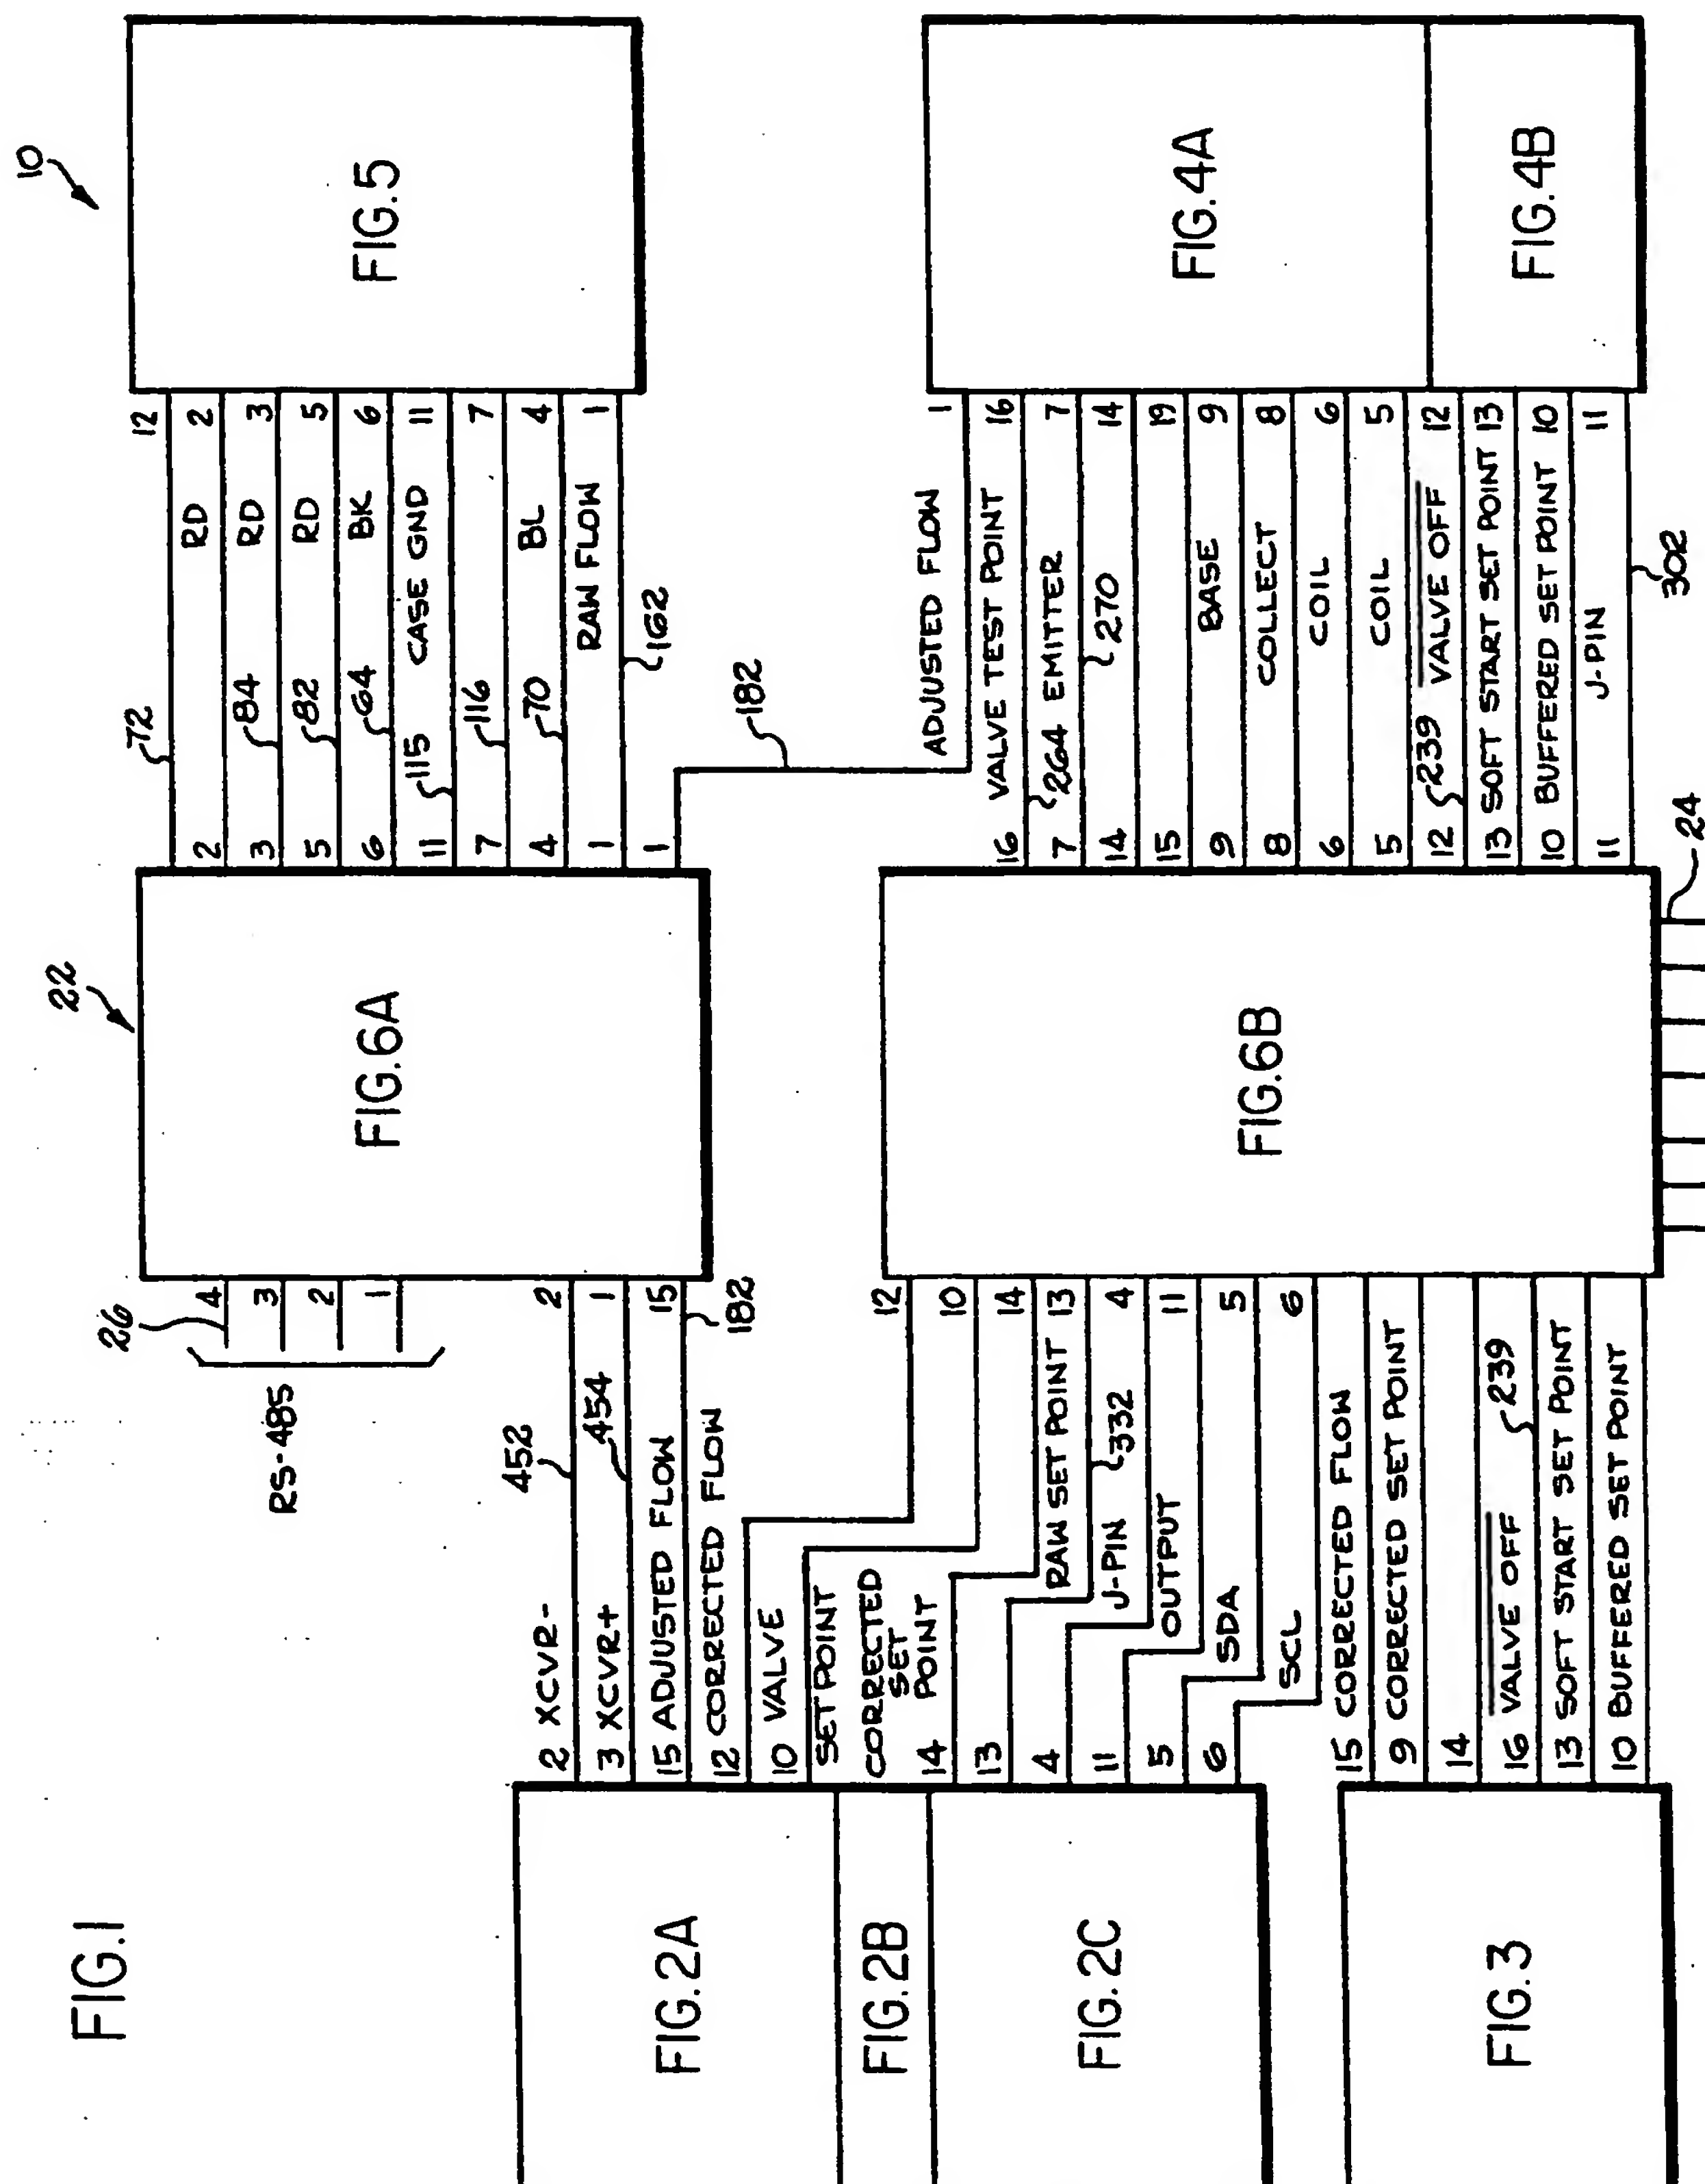 FIG.1
10
22
FIG.5
FIG.6A
FIG.4A
FIG.4B
FIG.6B
FIG.2A
FIG.2B
FIG.2C
FIG.3
26
4
3
2
1
RS-485
72
12
2 RD 2
3 84 RD 3
5 82 RD 5
6 64 BK 6
11 115 CASE GND 11
7 116 7
4 70 BL 4
1 RAW FLOW 1
162
1
182
ADJUSTED FLOW 1
16 VALVE TEST POINT 16
7 264 EMITTER 7
14 270 14
15 19
9 BASE 9
8 COLLECT 8
6 COIL 6
5 COIL 5
12 239 VALVE OFF 12
13 SOFT START SET POINT 13
10 BUFFERED SET POINT 10
11 J-PIN 11
302
24
452
2 XCVR- 2
3 XCVR+ 454 1
15 ADJUSTED FLOW 15
182
12 CORRECTED FLOW 12
10 VALVE
SETPOINT 10
CORRECTED
SET
14 POINT 14
13 RAW SET POINT 13
4 J-PIN 332 4
11 OUTPUT 11
5 SDA 5
6 SCL 6
15 CORRECTED FLOW
9 CORRECTED SET POINT
14
16 VALVE OFF 239
13 SOFT START SET POINT
10 BUFFERED SET POINT